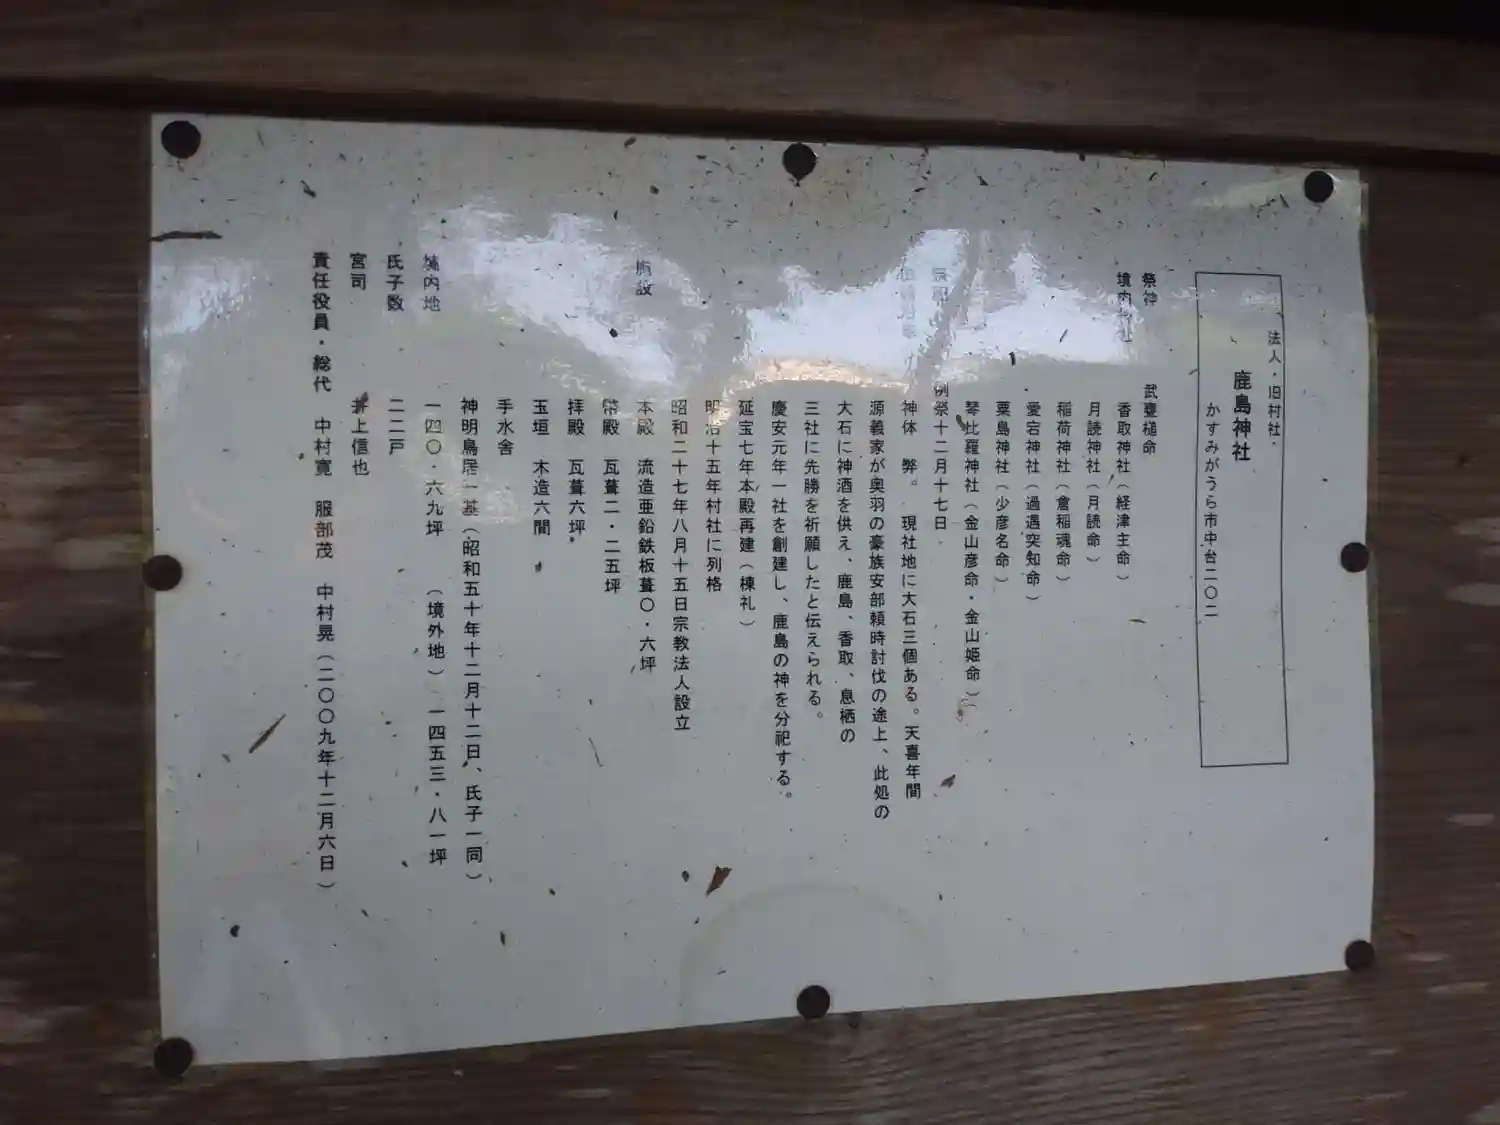 法人・旧村社・
鹿島神社
かすみがうら市中台二〇二
祭神　武甕槌命
境内　香取神社（経津主命）
月読神社（月読命）
稲荷神社（倉稲魂命）
愛宕神社（過遇突知命）
粟島神社（少彦名命）
琴比羅神社（金山彦命・金山姫命）
例祭十二月十七日
神体　弊。　現社地に大石三個ある。天喜年間
源義家が奥羽の豪族安部頼時討伐の途上、此処の
大石に神酒を供え、鹿島、香取、息栖の
三社に先勝を祈願したと伝えられる。
慶安元年一社を創建し、鹿島の神を分祀する。
延宝七年本殿再建（棟礼）
明治十五年村社に列格
昭和二十七年八月十五日宗教法人設立
施設　本殿　流造亜鉛鉄板葺〇・六坪
幣殿　瓦葺二・二五坪
拝殿　瓦葺六坪
玉垣　木造六間
手水舎
神明鳥居一基（昭和五十年十二月十二日、氏子一同）
境内地　一四〇・六九坪　（境外地）一四五三・八一坪
氏子数　二二戸
宮司　井上信也
責任役員・総代　中村寛　服部茂　中村晃（二〇〇九年十二月六日）